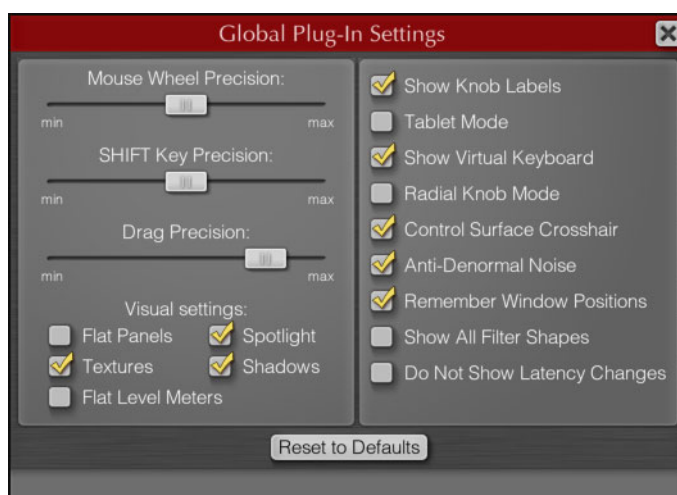 Global Plug-In Settings
Mouse Wheel Precision:
min max
SHIFT Key Precision:
min max
Drag Precision:
min max
Visual settings:
Flat Panels Spotlight
Textures Shadows
Flat Level Meters
Show Knob Labels
Tablet Mode
Show Virtual Keyboard
Radial Knob Mode
Control Surface Crosshair
Anti-Denormal Noise
Remember Window Positions
Show All Filter Shapes
Do Not Show Latency Changes
Reset to Defaults